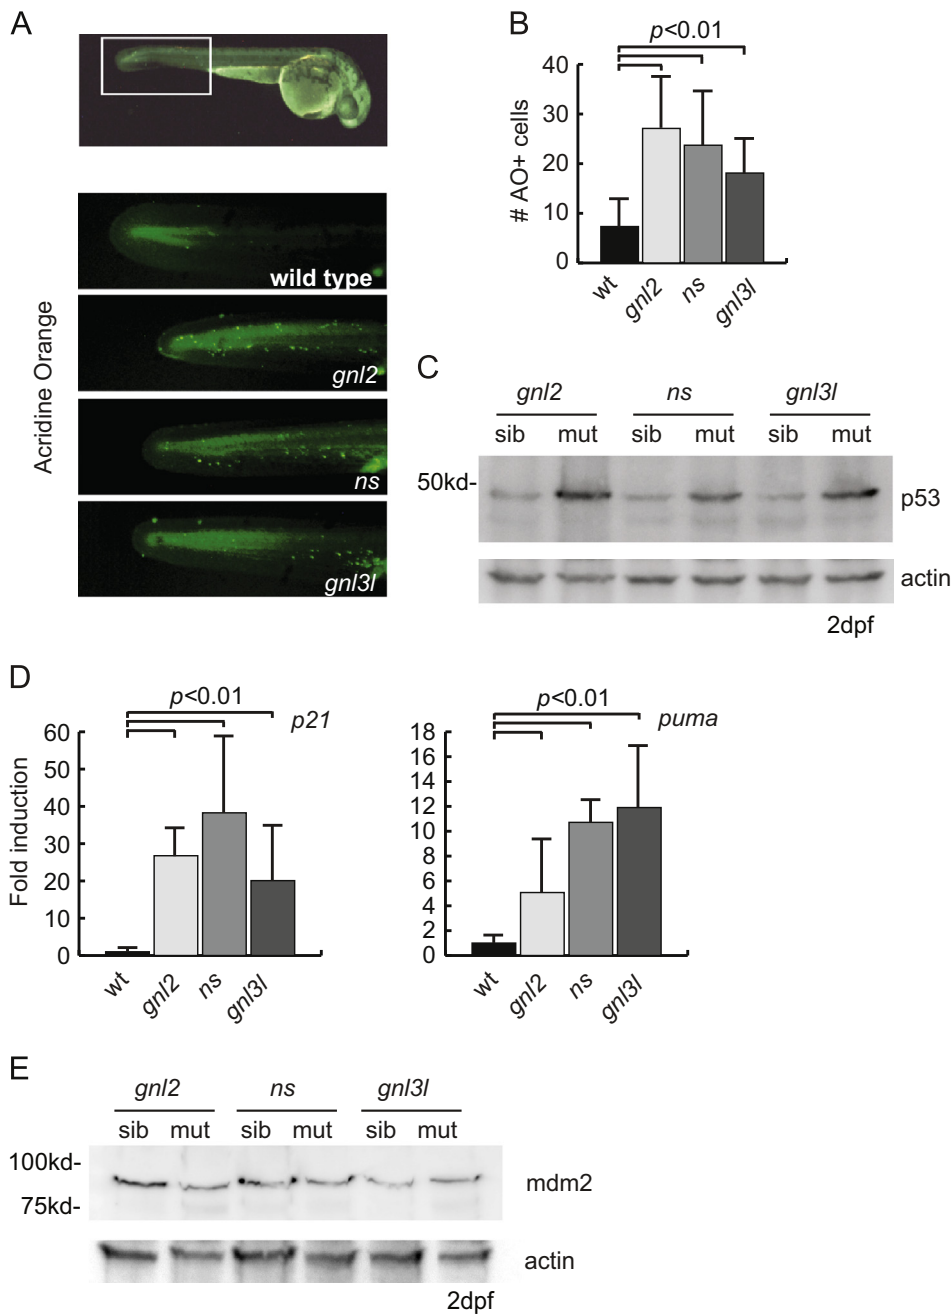 A
wild type
gnl2
ns
gnl3l
Acridine Orange
B
p<0.01
40
30
20
10
0
# AO+ cells
wt
gnl2
ns
gnl3l
C
gnl2 ns gnl3l
sib mut sib mut sib mut
50kd-
p53
actin
2dpf
D
p<0.01
p21
60
50
40
30
20
10
0
Fold induction
wt
gnl2
ns
gnl3l
p<0.01
puma
18
16
14
12
10
8
6
4
2
0
wt
gnl2
ns
gnl3l
E
gnl2 ns gnl3l
sib mut sib mut sib mut
100kd-
75kd-
mdm2
actin
2dpf